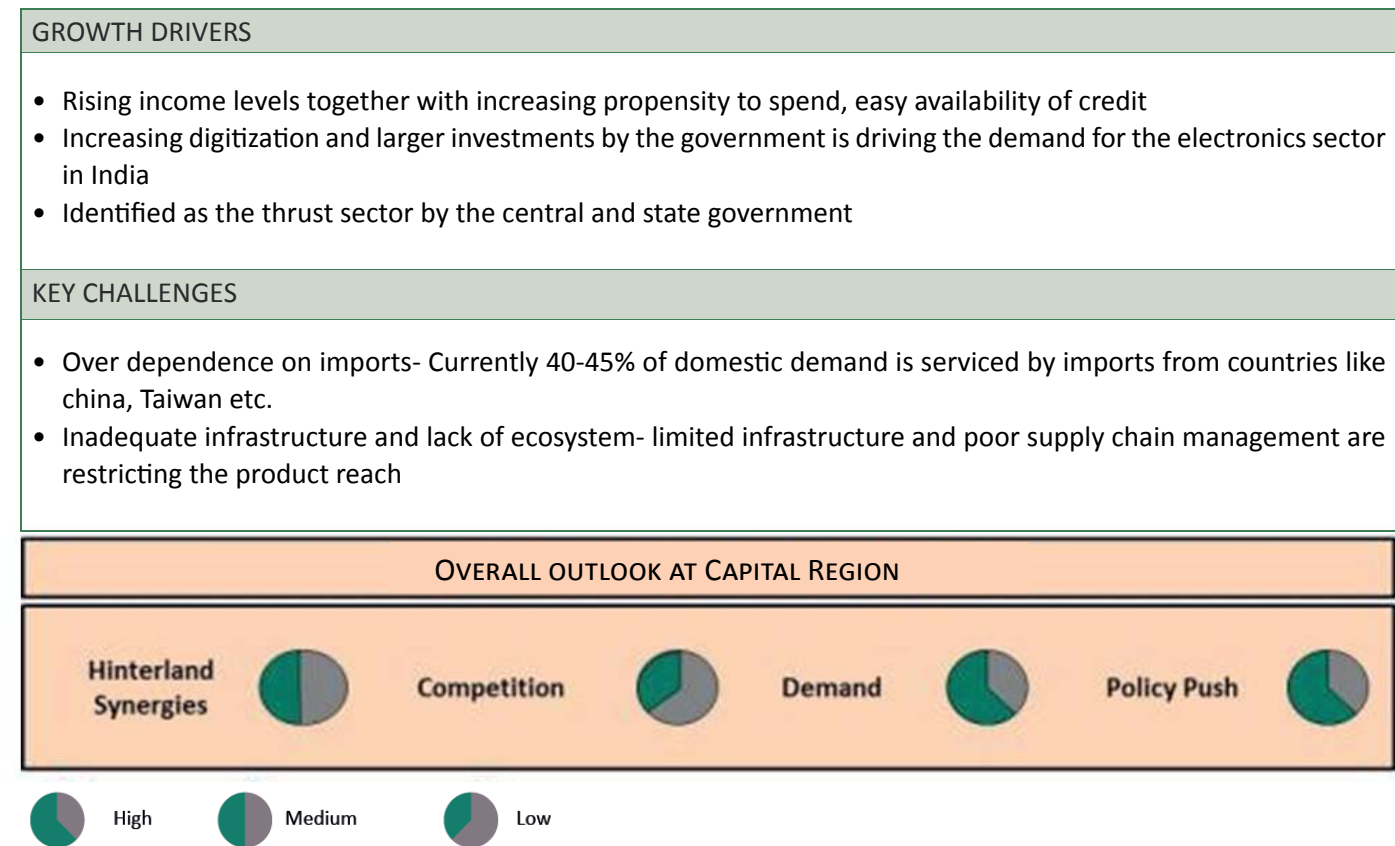 GROWTH DRIVERS
• Rising income levels together with increasing propensity to spend, easy availability of credit
• Increasing digitization and larger investments by the government is driving the demand for the electronics sector
in India
• Identified as the thrust sector by the central and state government
KEY CHALLENGES
• Over dependence on imports- Currently 40-45% of domestic demand is serviced by imports from countries like
china, Taiwan etc.
• Inadequate infrastructure and lack of ecosystem- limited infrastructure and poor supply chain management are
restricting the product reach
OVERALL OUTLOOK AT CAPITAL REGION
Hinterland
Synergies
Competition
Demand
Policy Push
High
Medium
Low